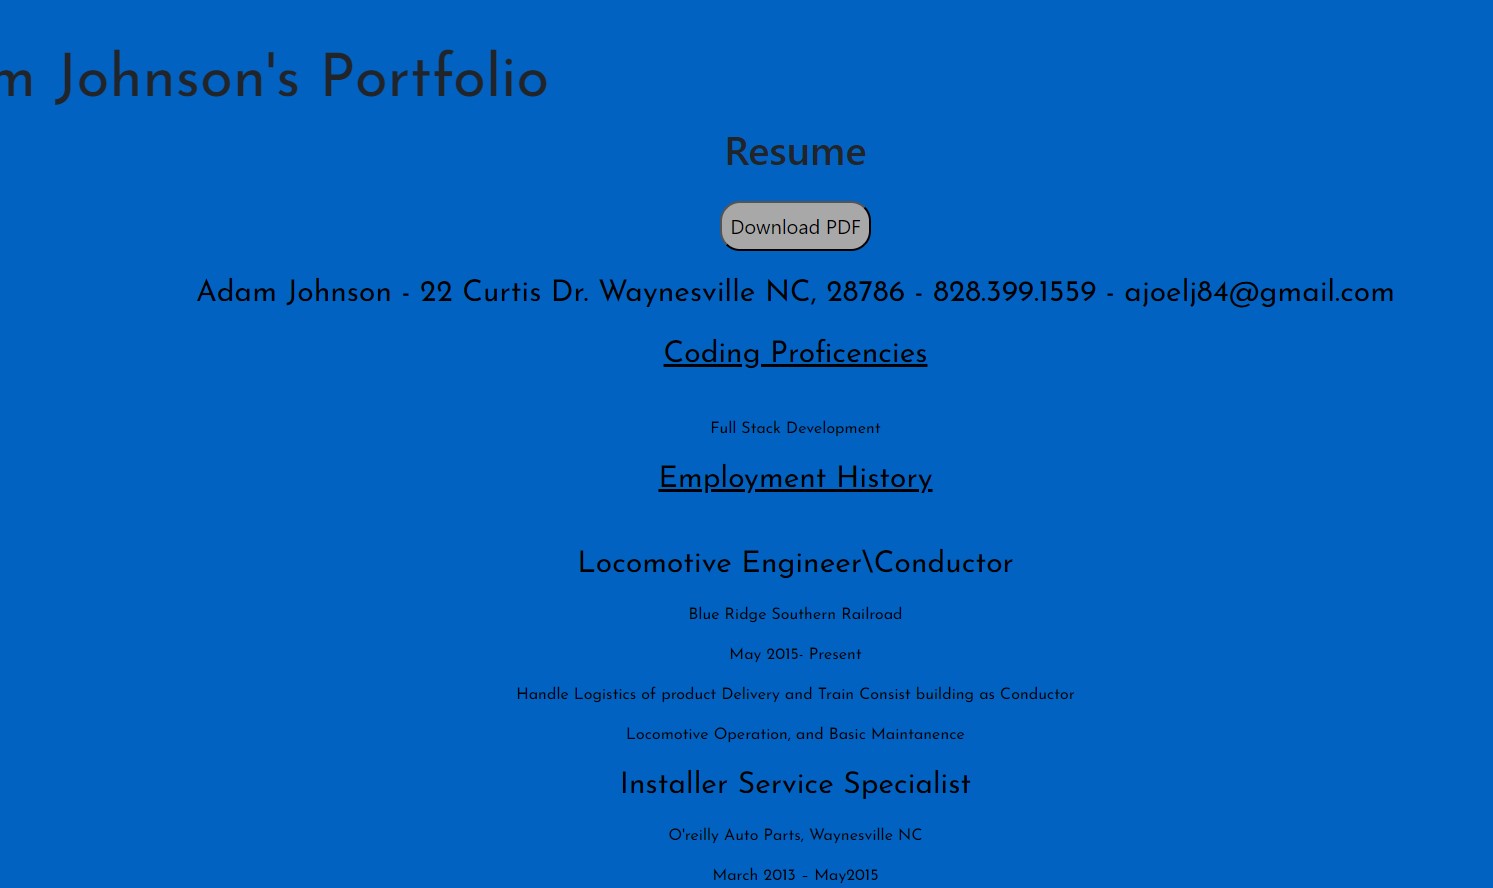 m Johnson's Portfolio
Resume
Download PDF
Adam Johnson - 22 Curtis Dr. Waynesville NC, 28786 - 828.399.1559 - ajoelj84@gmail.com
Coding Proficencies
Full Stack Development
Employment History
Locomotive Engineer\Conductor
Blue Ridge Southern Railroad
May 2015- Present
Handle Logistics of product Delivery and Train Consist building as Conductor
Locomotive Operation, and Basic Maintanence
Installer Service Specialist
O'reilly Auto Parts, Waynesville NC
March 2013 – May2015